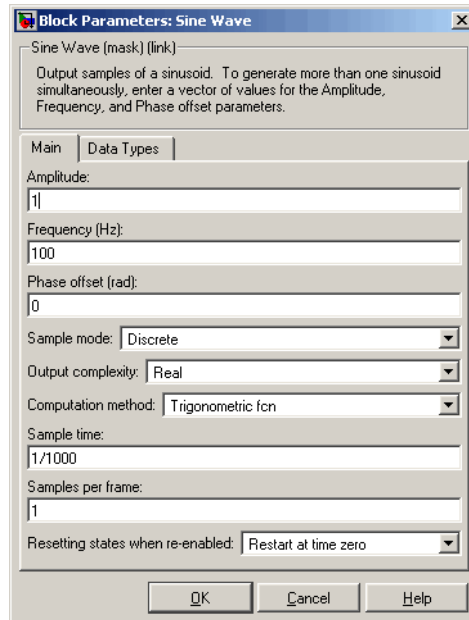 Block Parameters: Sine Wave
Sine Wave (mask) (link)
Output samples of a sinusoid.  To generate more than one sinusoid
simultaneously, enter a vector of values for the Amplitude,
Frequency, and Phase offset parameters.
Main
Data Types
Amplitude:
1
Frequency (Hz):
100
Phase offset (rad):
0
Sample mode: Discrete
Output complexity: Real
Computation method: Trigonometric fcn
Sample time:
1/1000
Samples per frame:
1
Resetting states when re-enabled: Restart at time zero
OK
Cancel
Help